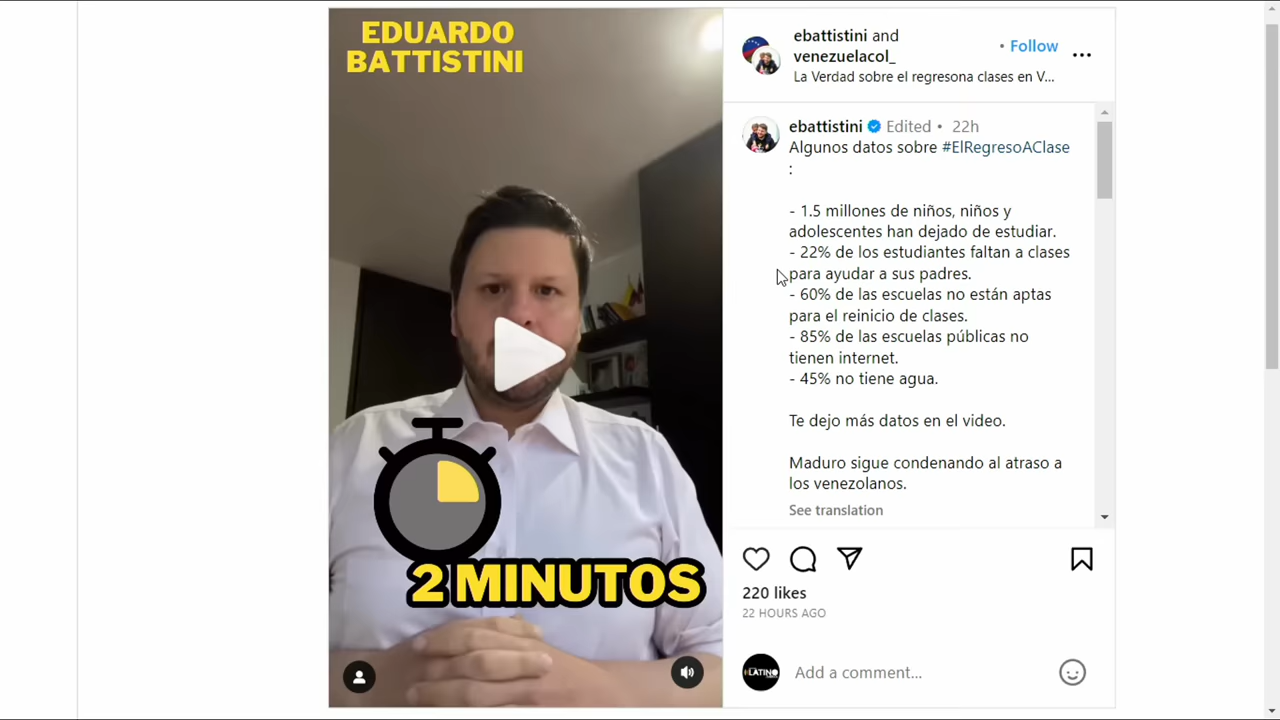 EDUARDO
BATTISTINI
2 MINUTOS
ebattistini and
venezuelacol_
• Follow
La Verdad sobre el regresona clases en V...
ebattistini Edited • 22h
Algunos datos sobre #ElRegresoAClase
:
- 1.5 millones de niños, niños y
adolescentes han dejado de estudiar.
- 22% de los estudiantes faltan a clases
para ayudar a sus padres.
- 60% de las escuelas no están aptas
para el reinicio de clases.
- 85% de las escuelas públicas no
tienen internet.
- 45% no tiene agua.
Te dejo más datos en el video.
Maduro sigue condenando al atraso a
los venezolanos.
See translation
220 likes
22 HOURS AGO
LATINO
Add a comment...